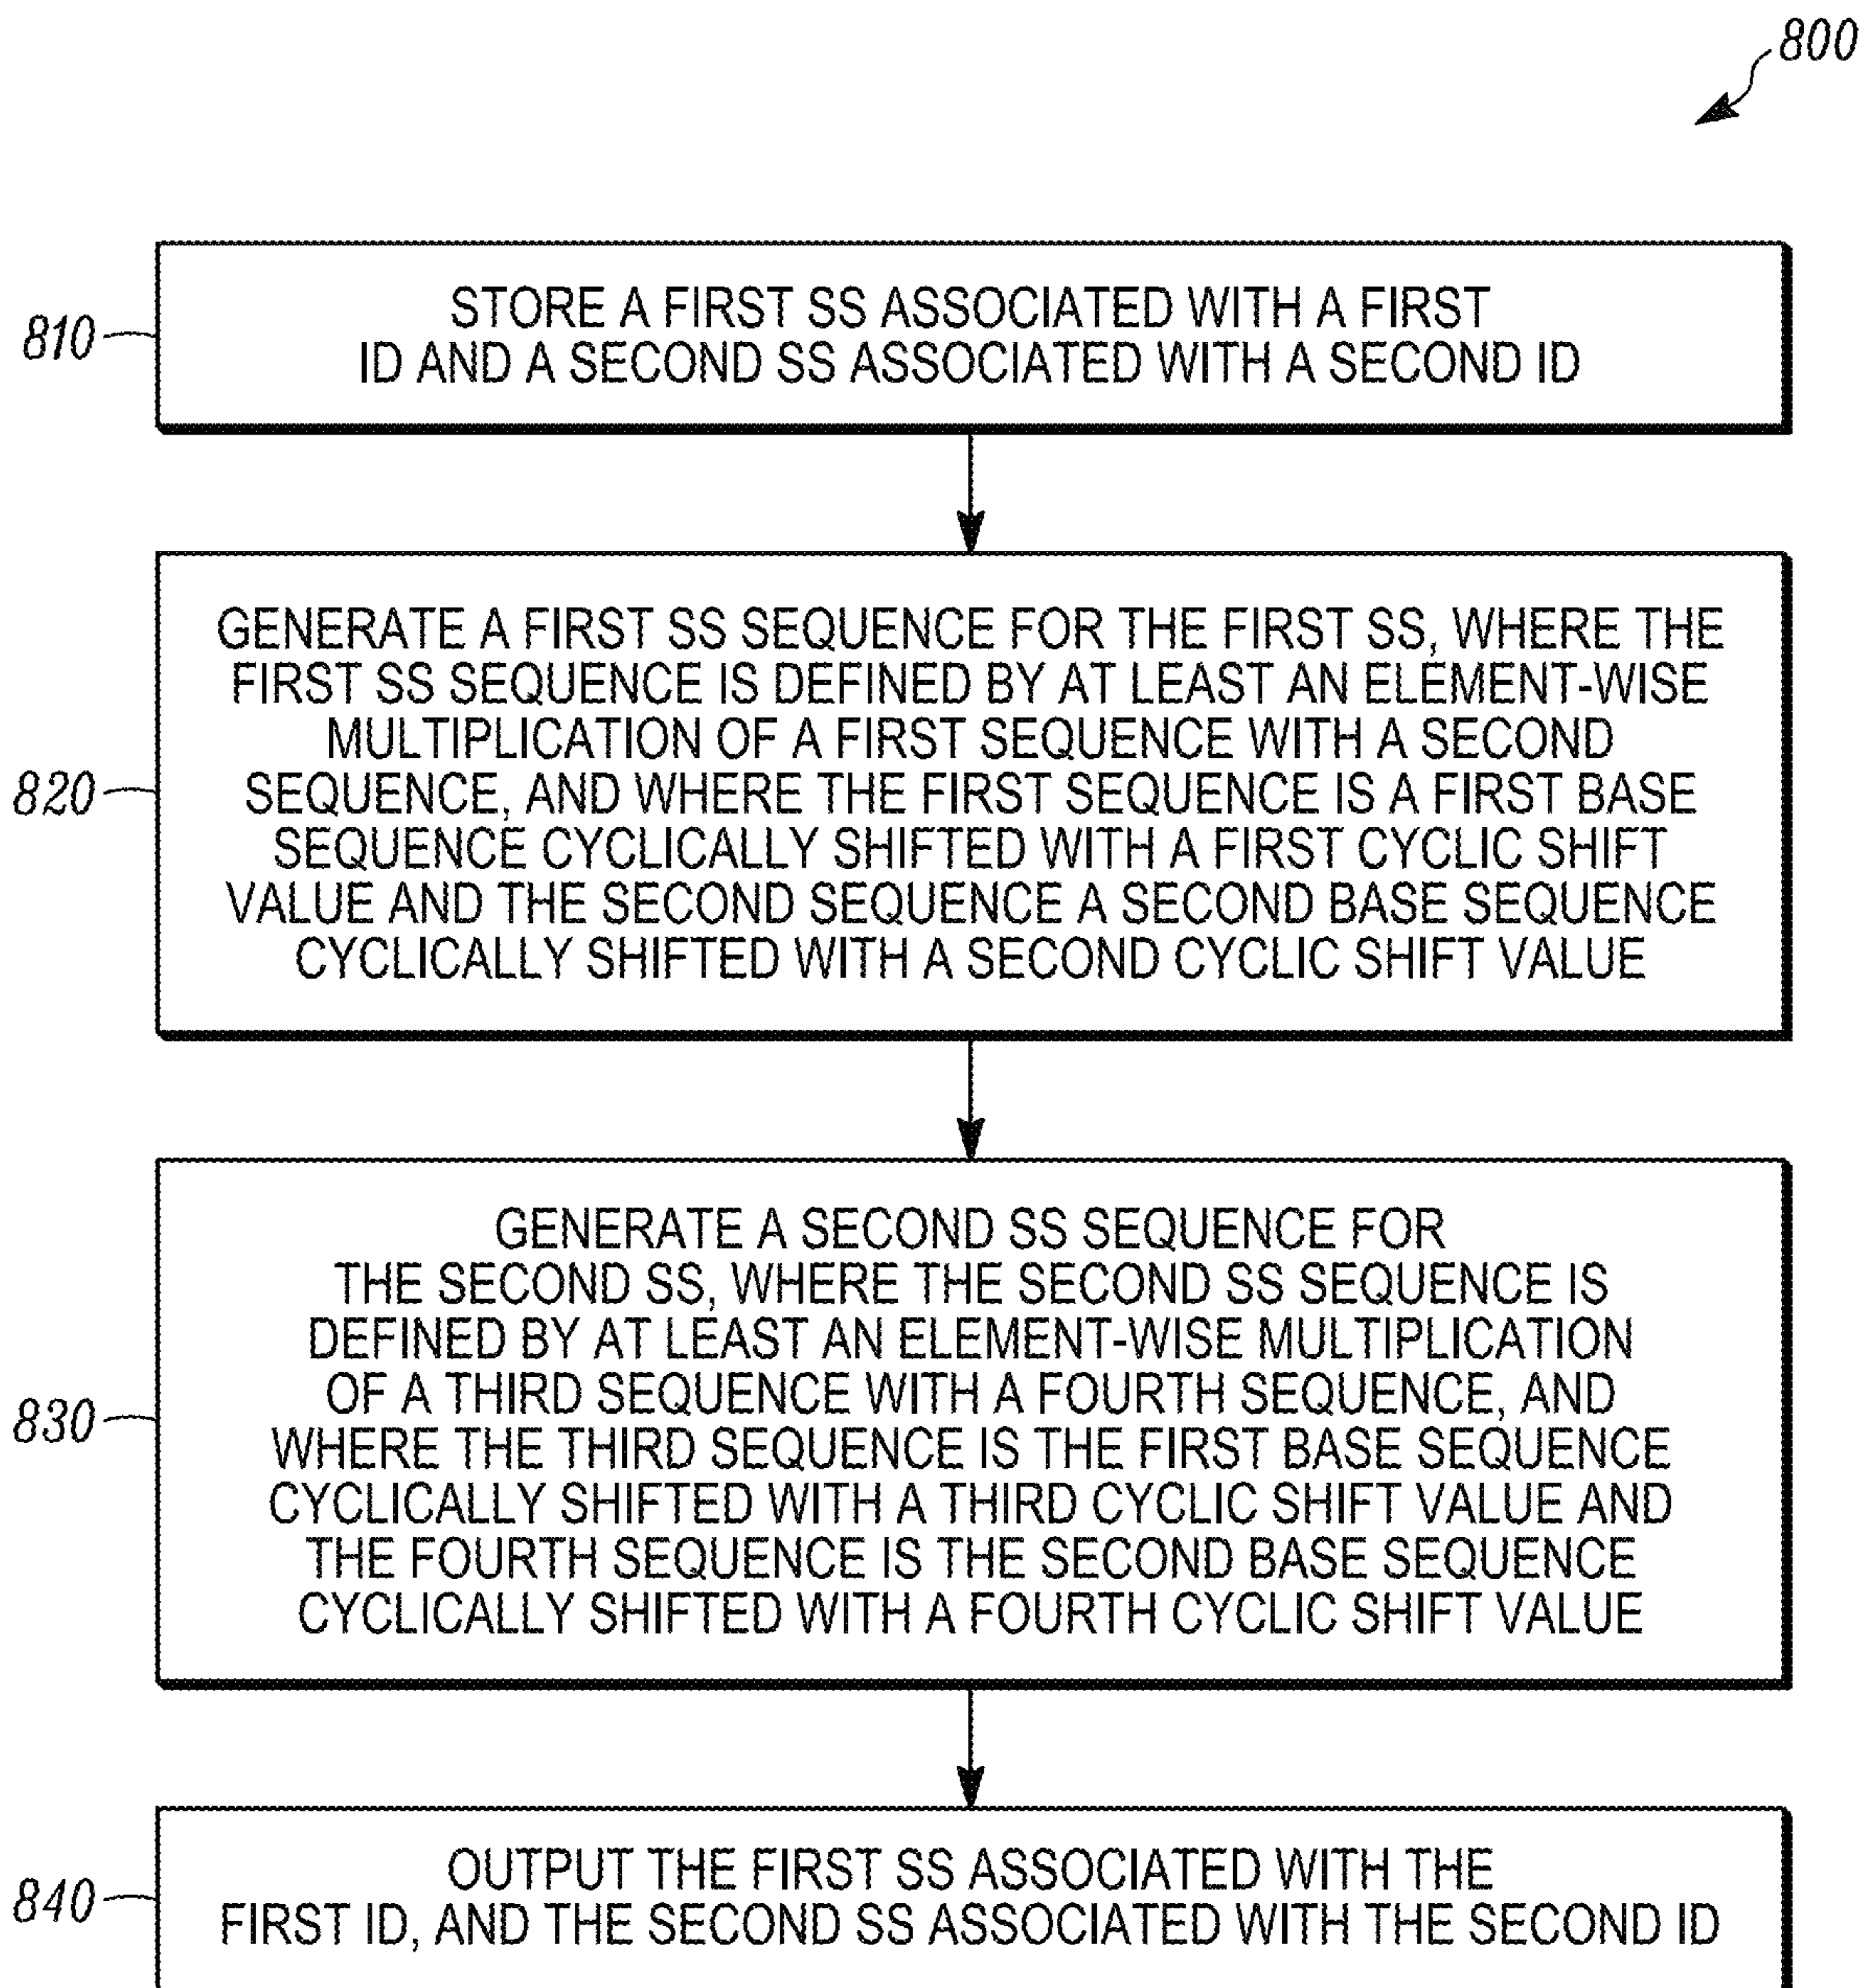 800
810
STORE A FIRST SS ASSOCIATED WITH A FIRST
ID AND A SECOND SS ASSOCIATED WITH A SECOND ID
820
GENERATE A FIRST SS SEQUENCE FOR THE FIRST SS, WHERE THE
FIRST SS SEQUENCE IS DEFINED BY AT LEAST AN ELEMENT-WISE
MULTIPLICATION OF A FIRST SEQUENCE WITH A SECOND
SEQUENCE, AND WHERE THE FIRST SEQUENCE IS A FIRST BASE
SEQUENCE CYCLICALLY SHIFTED WITH A FIRST CYCLIC SHIFT
VALUE AND THE SECOND SEQUENCE A SECOND BASE SEQUENCE
CYCLICALLY SHIFTED WITH A SECOND CYCLIC SHIFT VALUE
830
GENERATE A SECOND SS SEQUENCE FOR
THE SECOND SS, WHERE THE SECOND SS SEQUENCE IS
DEFINED BY AT LEAST AN ELEMENT-WISE MULTIPLICATION
OF A THIRD SEQUENCE WITH A FOURTH SEQUENCE, AND
WHERE THE THIRD SEQUENCE IS THE FIRST BASE SEQUENCE
CYCLICALLY SHIFTED WITH A THIRD CYCLIC SHIFT VALUE AND
THE FOURTH SEQUENCE IS THE SECOND BASE SEQUENCE
CYCLICALLY SHIFTED WITH A FOURTH CYCLIC SHIFT VALUE
840
OUTPUT THE FIRST SS ASSOCIATED WITH THE
FIRST ID, AND THE SECOND SS ASSOCIATED WITH THE SECOND ID